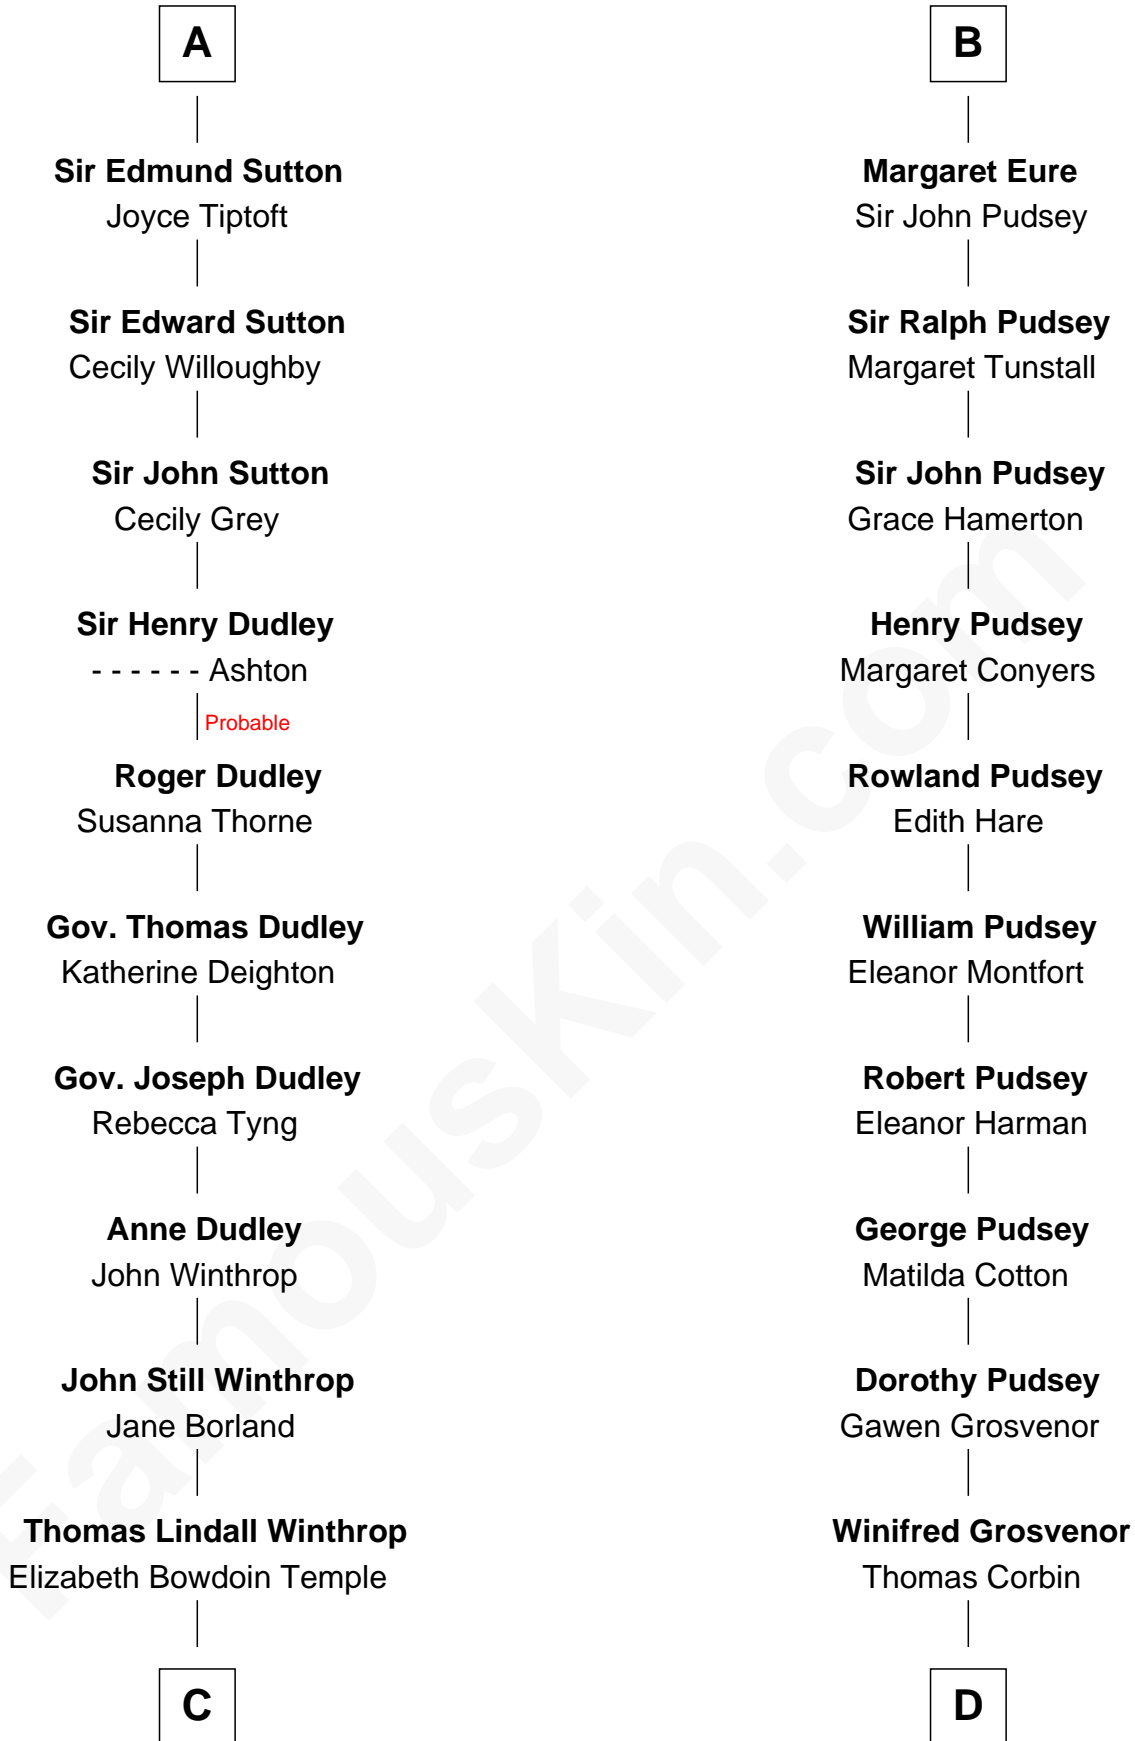 A
Sir Edmund Sutton
Joyce Tiptoft
Sir Edward Sutton
Cecily Willoughby
Sir John Sutton
Cecily Grey
Sir Henry Dudley
- - - - - - Ashton
Probable
Roger Dudley
Susanna Thorne
Gov. Thomas Dudley
Katherine Deighton
Gov. Joseph Dudley
Rebecca Tyng
Anne Dudley
John Winthrop
John Still Winthrop
Jane Borland
Thomas Lindall Winthrop
Elizabeth Bowdoin Temple
C
B
Margaret Eure
Sir John Pudsey
Sir Ralph Pudsey
Margaret Tunstall
Sir John Pudsey
Grace Hamerton
Henry Pudsey
Margaret Conyers
Rowland Pudsey
Edith Hare
William Pudsey
Eleanor Montfort
Robert Pudsey
Eleanor Harman
George Pudsey
Matilda Cotton
Dorothy Pudsey
Gawen Grosvenor
Winifred Grosvenor
Thomas Corbin
D
FamousKin.com